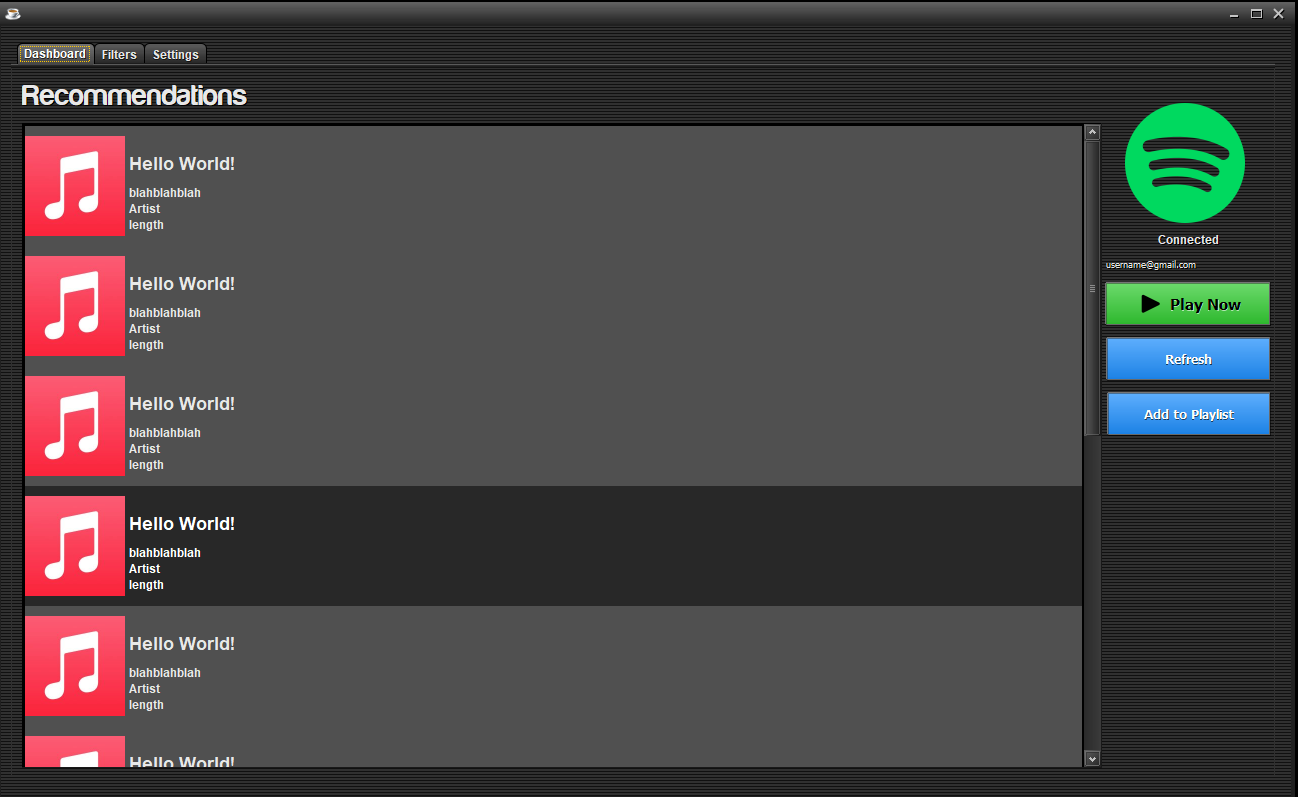 Dashboard Filters Settings
Recommendations
Hello World!
blahblahblah
Artist
length
Hello World!
blahblahblah
Artist
length
Hello World!
blahblahblah
Artist
length
Hello World!
blahblahblah
Artist
length
Hello World!
blahblahblah
Artist
length
Hello World!
Connected
username@gmail.com
Play Now
Refresh
Add to Playlist